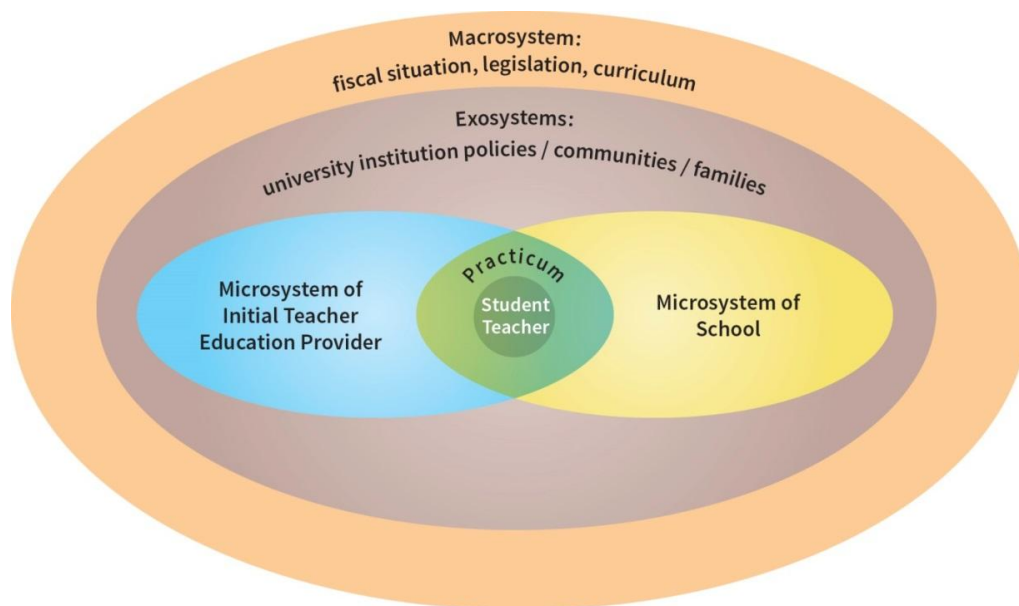 Macrosystem:
fiscal situation, legislation, curriculum
Exosystems:
university institution policies / communities / families
Microsystem of
Initial Teacher
Education Provider
Practicum
Student
Teacher
Microsystem of
School